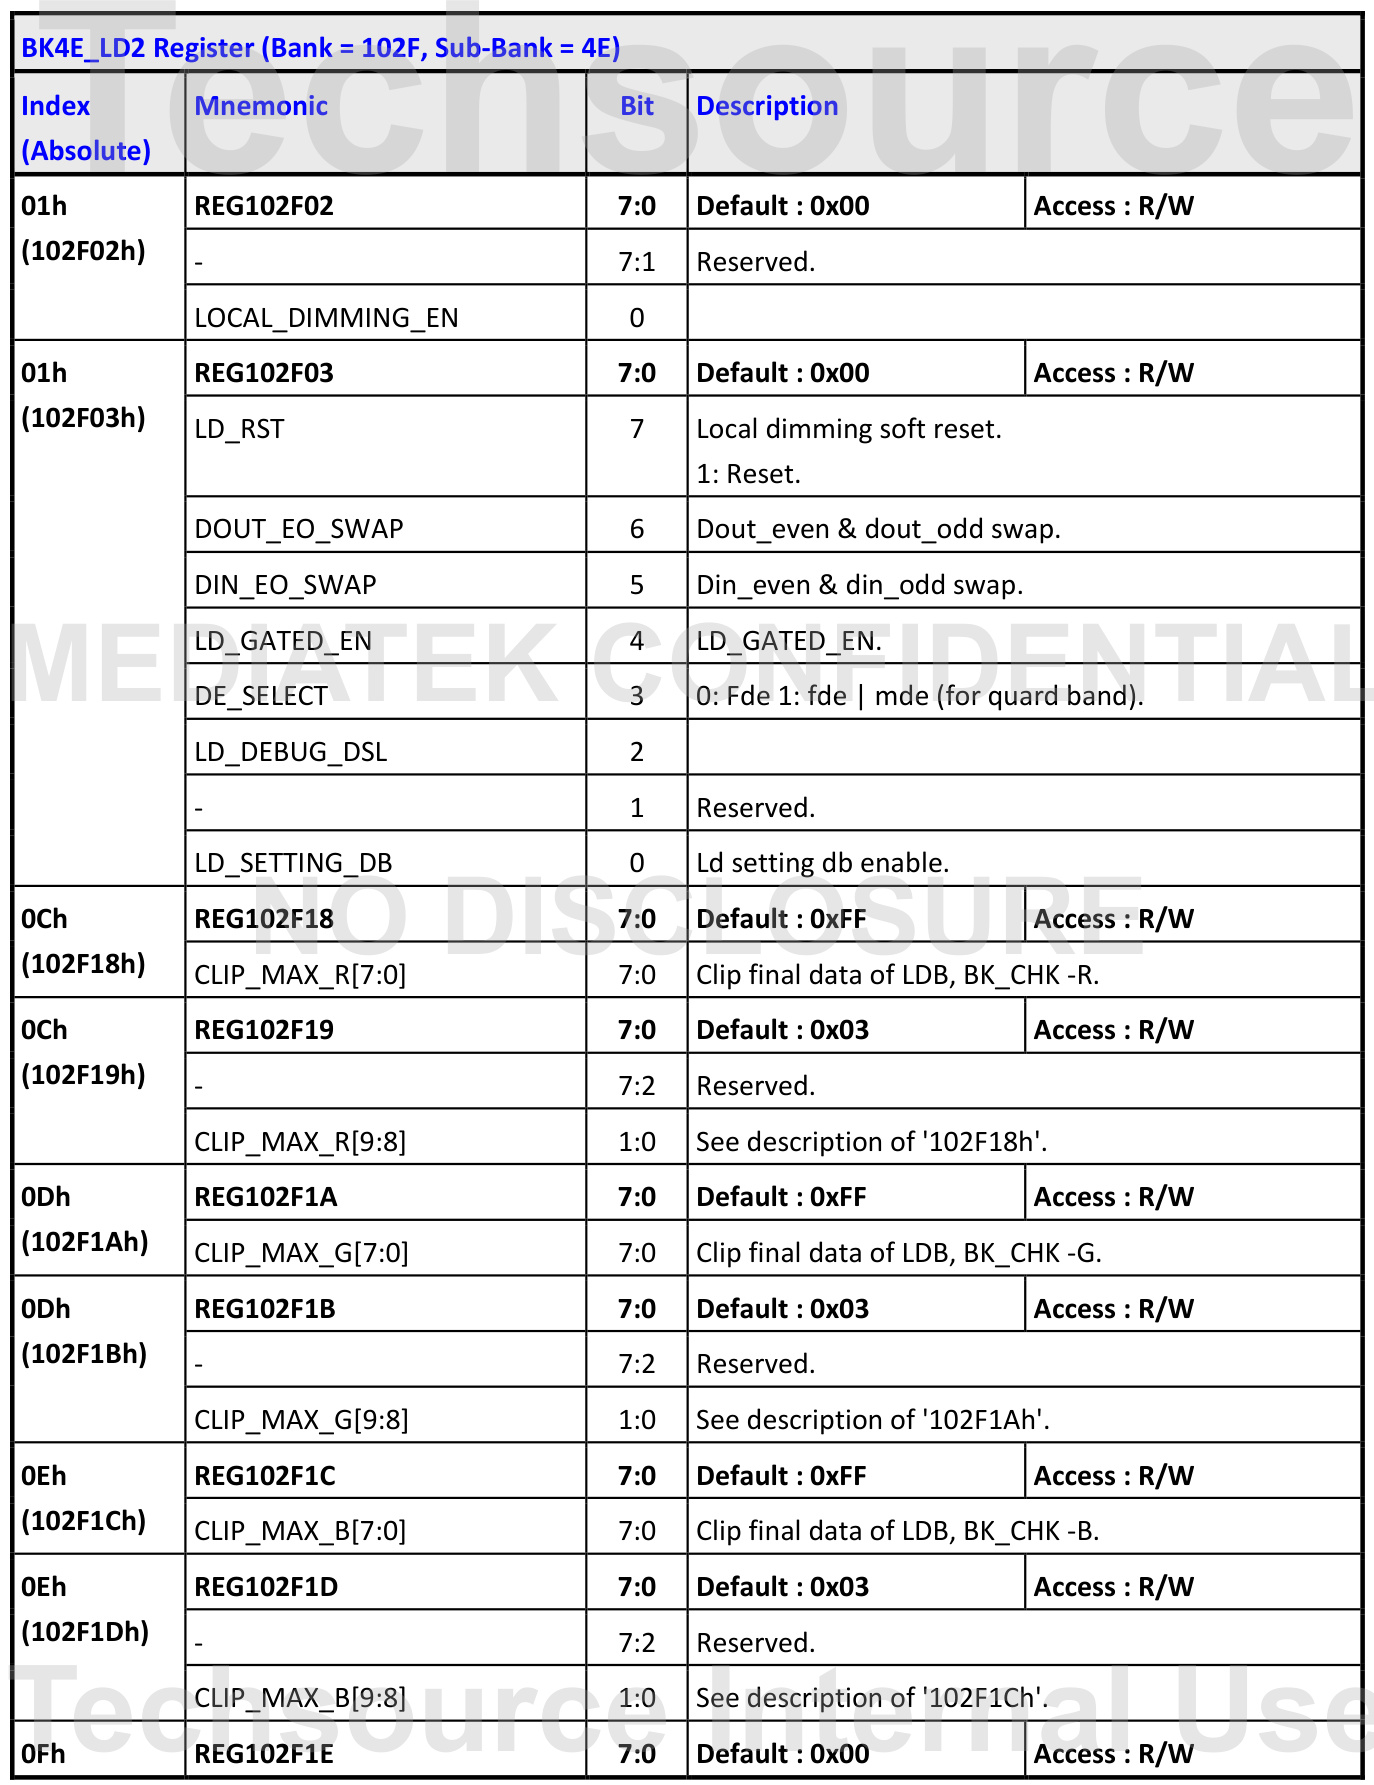 Techsource
BK4E_LD2 Register (Bank = 102F, Sub-Bank = 4E)
Index (Absolute) Mnemonic Bit Description
01h (102F02h) REG102F02 7:0 Default : 0x00 Access : R/W
- 7:1 Reserved.
LOCAL_DIMMING_EN 0
01h (102F03h) REG102F03 7:0 Default : 0x00 Access : R/W
LD_RST 7 Local dimming soft reset.
1: Reset.
DOUT_EO_SWAP 6 Dout_even & dout_odd swap.
DIN_EO_SWAP 5 Din_even & din_odd swap.
MEDIATEK CONFIDENTIAL
LD_GATED_EN 4 LD_GATED_EN.
DE_SELECT 3 0: Fde 1: fde | mde (for quard band).
LD_DEBUG_DSL 2
- 1 Reserved.
LD_SETTING_DB 0 Ld setting db enable.
NO DISCLOSURE
0Ch (102F18h) REG102F18 7:0 Default : 0xFF Access : R/W
CLIP_MAX_R[7:0] 7:0 Clip final data of LDB, BK_CHK -R.
0Ch (102F19h) REG102F19 7:0 Default : 0x03 Access : R/W
- 7:2 Reserved.
CLIP_MAX_R[9:8] 1:0 See description of '102F18h'.
0Dh (102F1Ah) REG102F1A 7:0 Default : 0xFF Access : R/W
CLIP_MAX_G[7:0] 7:0 Clip final data of LDB, BK_CHK -G.
0Dh (102F1Bh) REG102F1B 7:0 Default : 0x03 Access : R/W
- 7:2 Reserved.
CLIP_MAX_G[9:8] 1:0 See description of '102F1Ah'.
0Eh (102F1Ch) REG102F1C 7:0 Default : 0xFF Access : R/W
CLIP_MAX_B[7:0] 7:0 Clip final data of LDB, BK_CHK -B.
0Eh (102F1Dh) REG102F1D 7:0 Default : 0x03 Access : R/W
- 7:2 Reserved.
CLIP_MAX_B[9:8] 1:0 See description of '102F1Ch'.
Techsource Internal Use
0Fh REG102F1E 7:0 Default : 0x00 Access : R/W